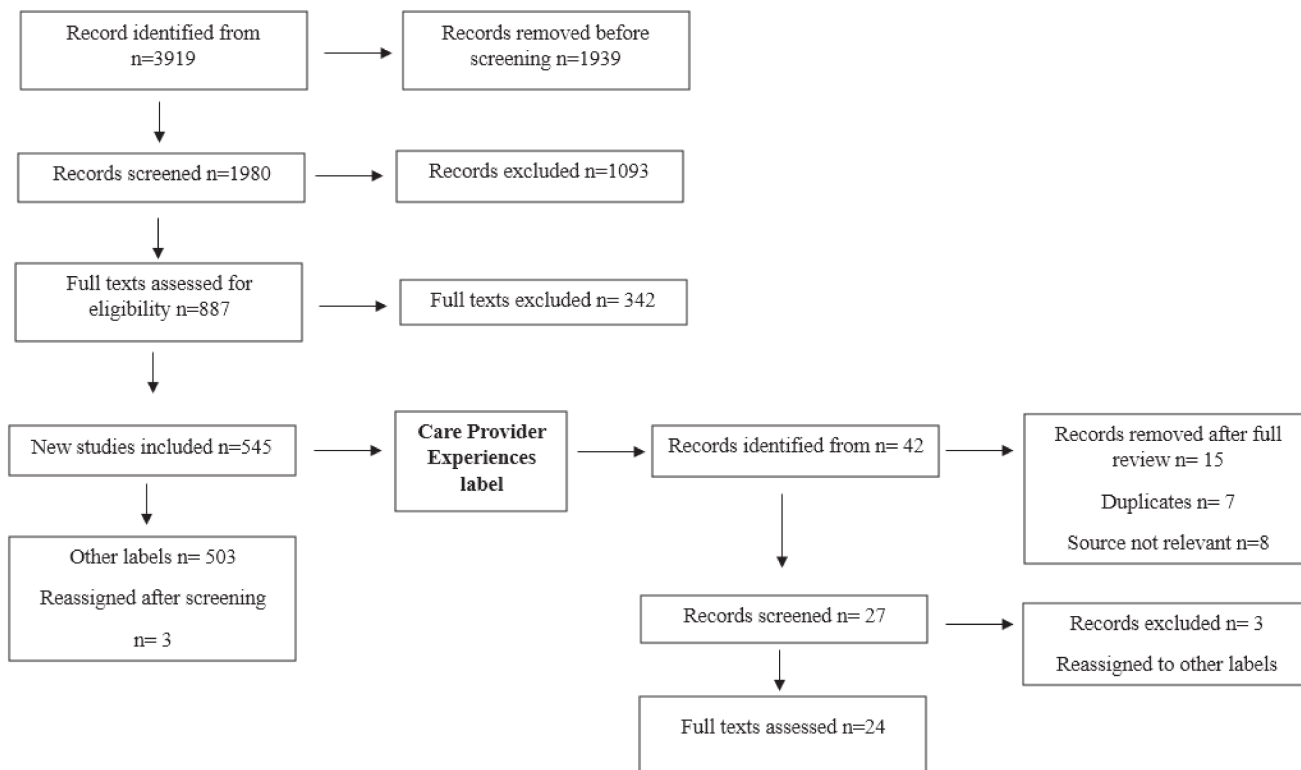 Record identified from
n=3919
Records removed before
screening n=1939
Records screened n=1980
Records excluded n=1093
Full texts assessed for
eligibility n=887
Full texts excluded n= 342
New studies included n=545
Care Provider
Experiences
label
Records identified from n= 42
Records removed after full
review n= 15
Duplicates n= 7
Source not relevant n=8
Other labels n= 503
Reassigned after screening
n= 3
Records screened n= 27
Records excluded n= 3
Reassigned to other labels
Full texts assessed n=24